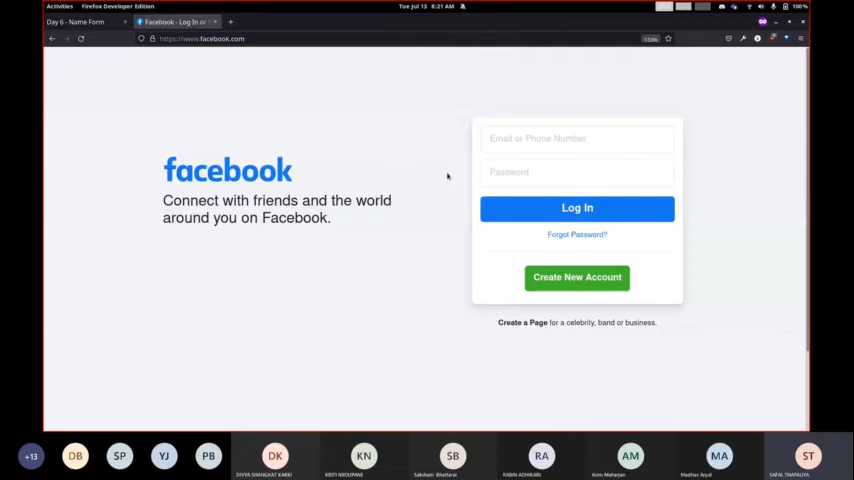 Activities Firefox Developer Edition Tue Jul 13 8:21 AM 100%
Day 6 - Name Form × Facebook - Log In or × +
https://www.facebook.com 133%
facebook
Connect with friends and the world
around you on Facebook.
Email or Phone Number
Password
Log In
Forgot Password?
Create New Account
Create a Page for a celebrity, band or business.
+13 DB SP YJ PB DK KN SB RA AM MA ST
DIVYA SHANGKAT KARKI KRITI NYOUPANE Saksham Bhattarai RABIN ADHIKARI Asim Maharjan Madhav Aryal SAFAL THAPALIYA